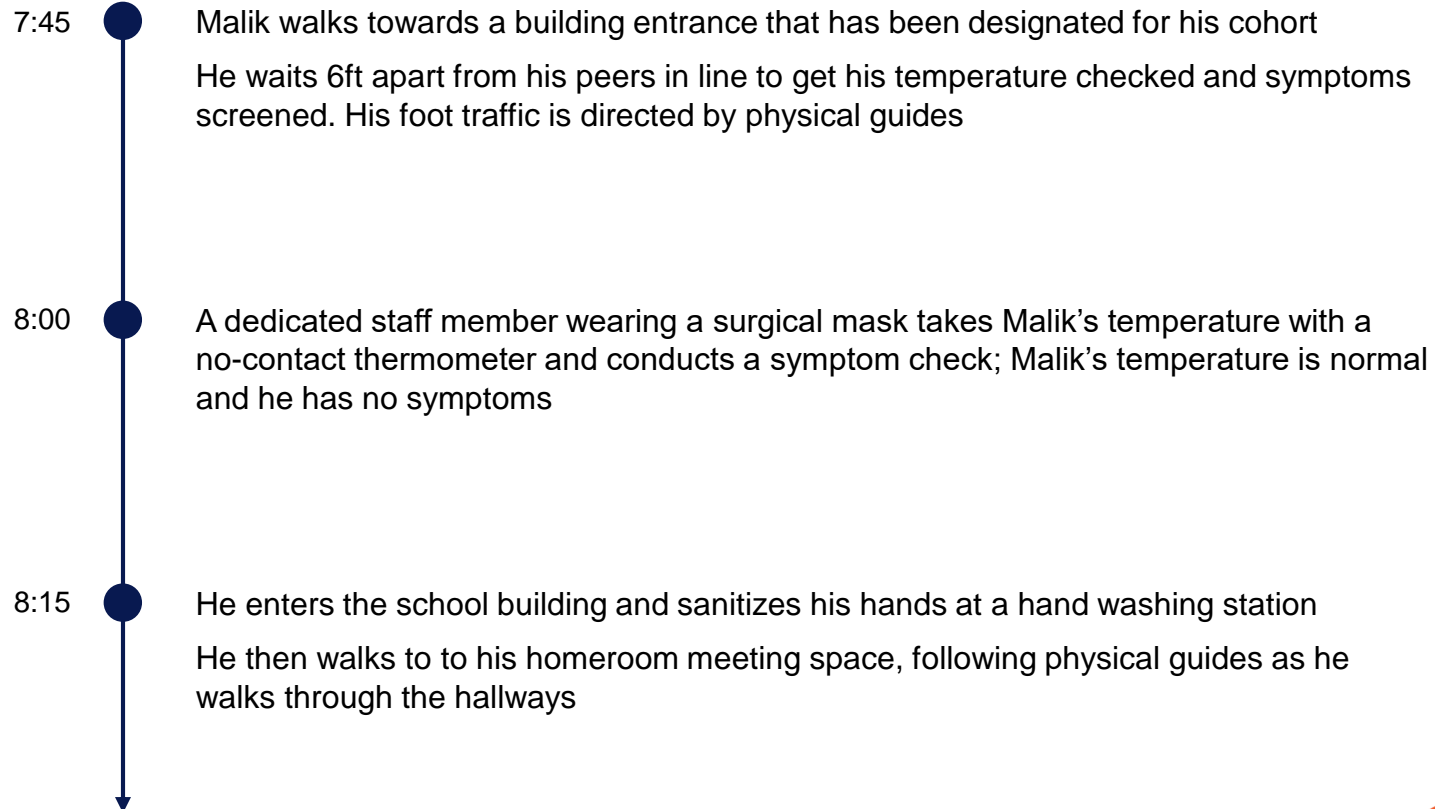 7:45
Malik walks towards a building entrance that has been designated for his cohort
He waits 6ft apart from his peers in line to get his temperature checked and symptoms
screened. His foot traffic is directed by physical guides
8:00
A dedicated staff member wearing a surgical mask takes Malik’s temperature with a
no-contact thermometer and conducts a symptom check; Malik’s temperature is normal
and he has no symptoms
8:15
He enters the school building and sanitizes his hands at a hand washing station
He then walks to to his homeroom meeting space, following physical guides as he
walks through the hallways